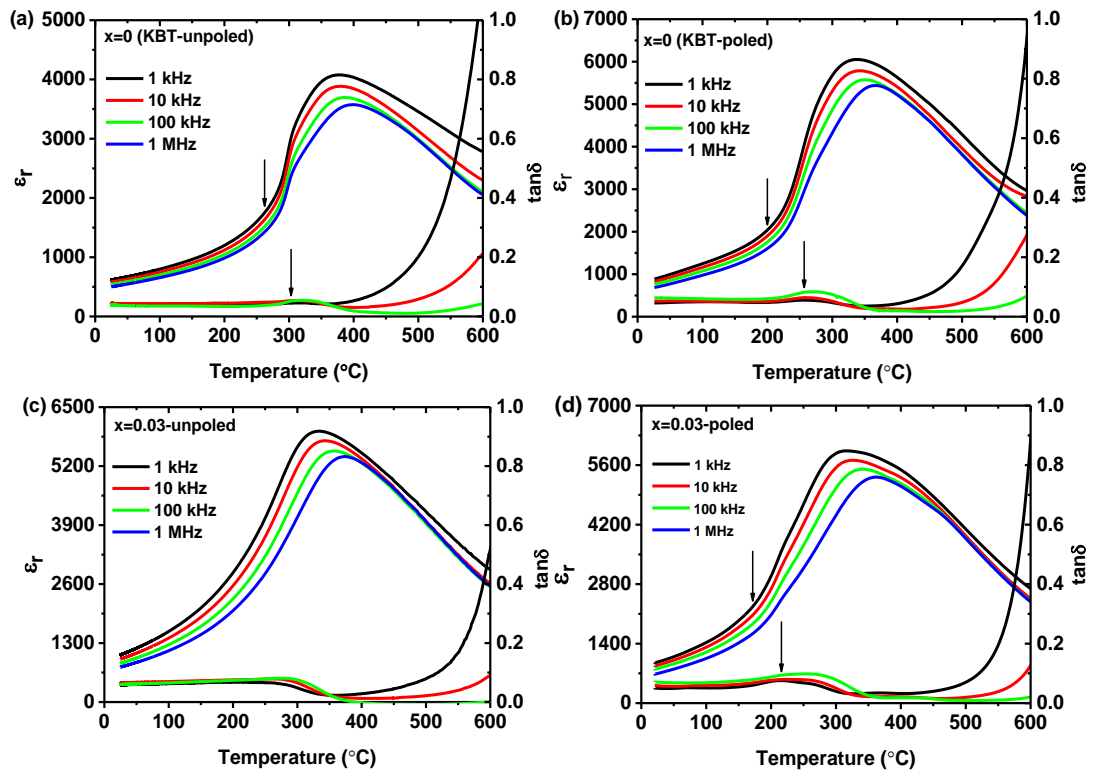 (a)
x=0 (KBT-unpoled)
1 kHz
10 kHz
100 kHz
1 MHz
5000
4000
3000
2000
1000
0
εr
1.0
0.8
0.6
0.4
0.2
0.0
tanδ
0 100 200 300 400 500 600
Temperature (°C)
(b)
x=0 (KBT-poled)
1 kHz
10 kHz
100 kHz
1 MHz
7000
6000
5000
4000
3000
2000
1000
0
εr
1.0
0.8
0.6
0.4
0.2
0.0
tanδ
0 100 200 300 400 500 600
Temperature (°C)
(c)
x=0.03-unpoled
1 kHz
10 kHz
100 kHz
1 MHz
6500
5200
3900
2600
1300
0
εr
1.0
0.8
0.6
0.4
0.2
0.0
tanδ
0 100 200 300 400 500 600
Temperature (°C)
(d)
x=0.03-poled
1 kHz
10 kHz
100 kHz
1 MHz
7000
5600
4200
2800
1400
0
εr
1.0
0.8
0.6
0.4
0.2
0.0
tanδ
0 100 200 300 400 500 600
Temperature (°C)